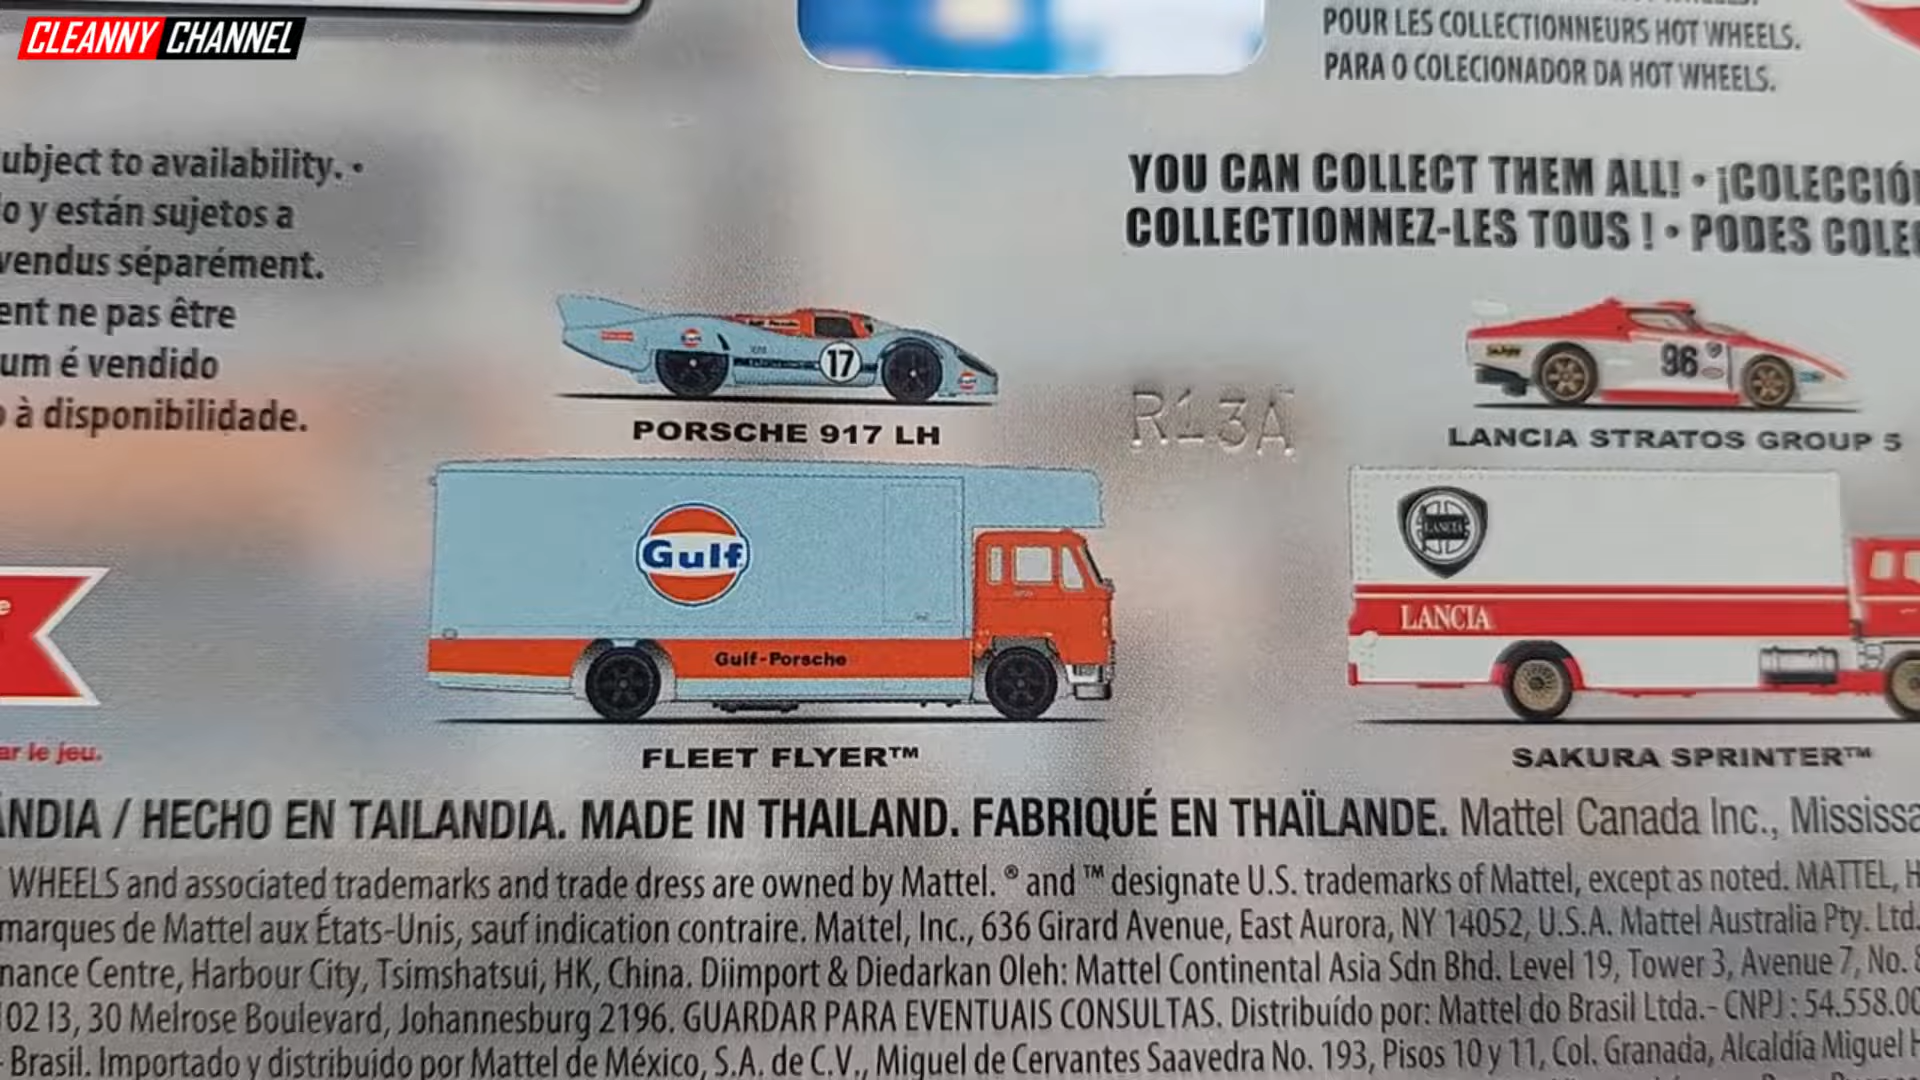 CLEANNY CHANNEL
POUR LES COLLECTIONNEURS HOT WHEELS.
PARA O COLECIONADOR DA HOT WHEELS.
ubject to availability. •
o y están sujetos a
vendus séparément.
ent ne pas être
um é vendido
o à disponibilidade.
YOU CAN COLLECT THEM ALL! • ¡COLECCIÓ
COLLECTIONNEZ-LES TOUS ! • PODES COLE
17
PORSCHE 917 LH
R13A
96
LANCIA STRATOS GROUP 5
Gulf
Gulf-Porsche
FLEET FLYER™
LANCIA
LANCIA
SAKURA SPRINTER™
ar le jeu.
ÂNDIA / HECHO EN TAILANDIA. MADE IN THAILAND. FABRIQUÉ EN THAÏLANDE. Mattel Canada Inc., Mississa
WHEELS and associated trademarks and trade dress are owned by Mattel. ® and ™ designate U.S. trademarks of Mattel, except as noted. MATTEL, H
marques de Mattel aux États-Unis, sauf indication contraire. Mattel, Inc., 636 Girard Avenue, East Aurora, NY 14052, U.S.A. Mattel Australia Pty. Ltd.
nance Centre, Harbour City, Tsimshatsui, HK, China. Diimport & Diedarkan Oleh: Mattel Continental Asia Sdn Bhd. Level 19, Tower 3, Avenue 7, No. 8
02 I3, 30 Melrose Boulevard, Johannesburg 2196. GUARDAR PARA EVENTUAIS CONSULTAS. Distribuído por: Mattel do Brasil Ltda.- CNPJ : 54.558.00
- Brasil. Importado y distribuido por Mattel de México, S.A. de C.V., Miguel de Cervantes Saavedra No. 193, Pisos 10 y 11, Col. Granada, Alcaldía Miguel H